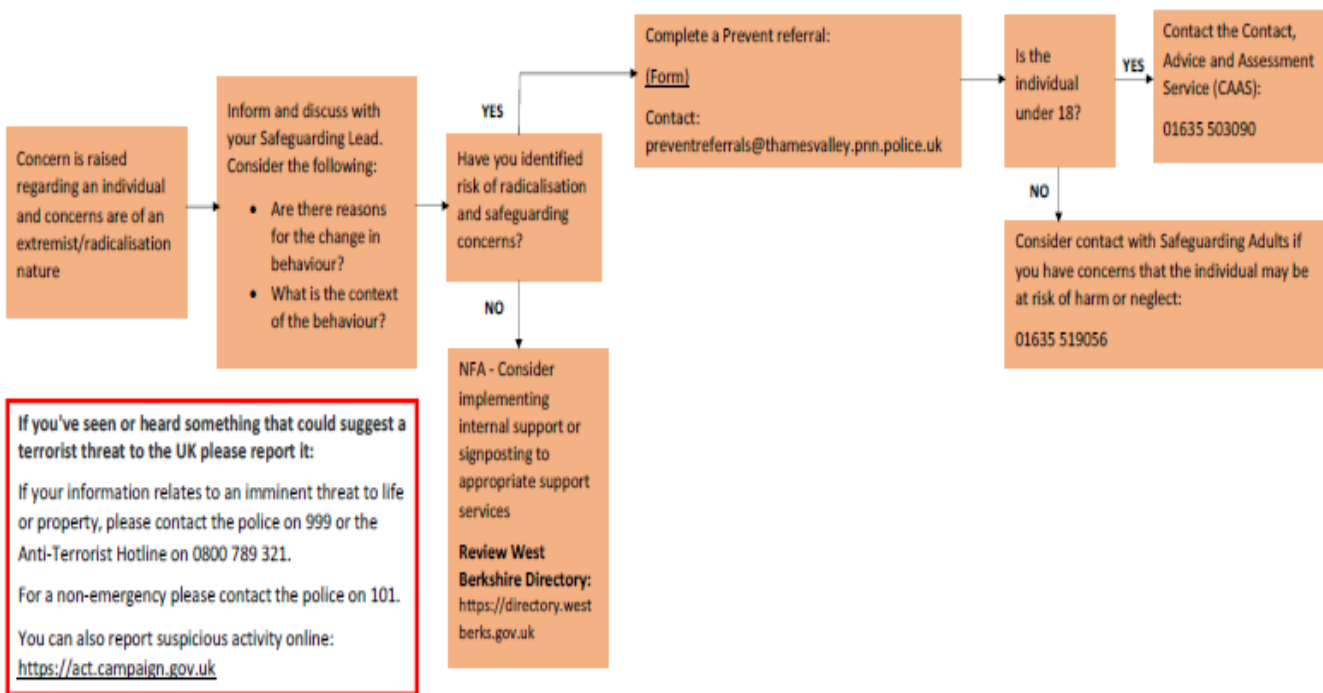 Concern is raised
regarding an individual
and concerns are of an
extremist/radicalisation
nature
Inform and discuss with
your Safeguarding Lead.
Consider the following:
• Are there reasons
for the change in
behaviour?
• What is the context
of the behaviour?
YES
Have you identified
risk of radicalisation
and safeguarding
concerns?
NO
Complete a Prevent referral:
(Form)
Contact:
preventreferrals@thamesvalley.pnn.police.uk
Is the
individual
under 18?
YES
Contact the Contact,
Advice and Assessment
Service (CAAS):
01635 503090
NO
Consider contact with Safeguarding Adults if
you have concerns that the individual may be
at risk of harm or neglect:
01635 519056
NFA - Consider
implementing
internal support or
signposting to
appropriate support
services
Review West
Berkshire Directory:
https://directory.west
berks.gov.uk
If you've seen or heard something that could suggest a
terrorist threat to the UK please report it:
If your information relates to an imminent threat to life
or property, please contact the police on 999 or the
Anti-Terrorist Hotline on 0800 789 321.
For a non-emergency please contact the police on 101.
You can also report suspicious activity online:
https://act.campaign.gov.uk